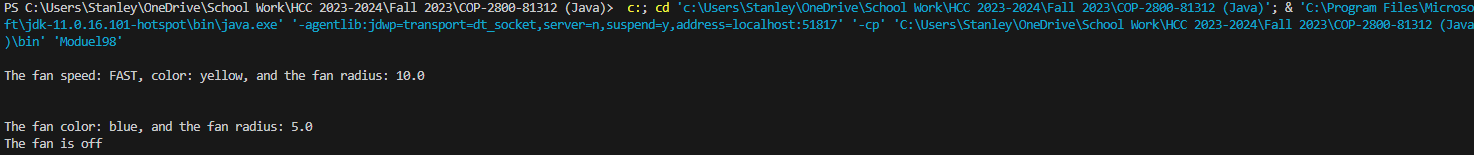 PS C:\Users\Stanley\OneDrive\School Work\HCC 2023-2024\Fall 2023\COP-2800-81312 (Java)>  c:; cd 'c:\Users\Stanley\OneDrive\School Work\HCC 2023-2024\Fall 2023\COP-2800-81312 (Java)'; & 'C:\Program Files\Microso
ft\jdk-11.0.16.101-hotspot\bin\java.exe' '-agentlib:jdwp=transport=dt_socket,server=n,suspend=y,address=localhost:51817' '-cp' 'C:\Users\Stanley\OneDrive\School Work\HCC 2023-2024\Fall 2023\COP-2800-81312 (Java
)\bin' 'Moduel98'
The fan speed: FAST, color: yellow, and the fan radius: 10.0
The fan color: blue, and the fan radius: 5.0
The fan is off